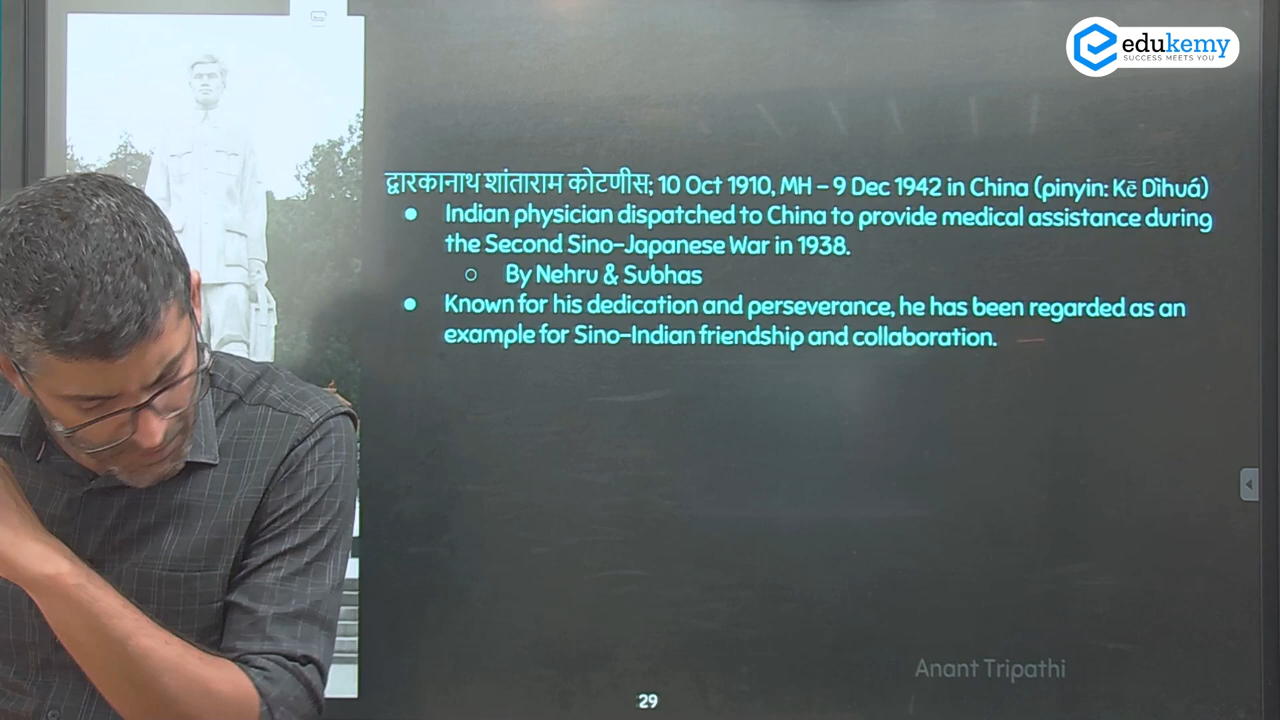 edukemy
SUCCESS MEETS YOU
द्वारकानाथ शांताराम कोटणीस; 10 Oct 1910, MH – 9 Dec 1942 in China (pinyin: Kē Dìhuá)
● Indian physician dispatched to China to provide medical assistance during
the Second Sino-Japanese War in 1938.
○ By Nehru & Subhas
● Known for his dedication and perseverance, he has been regarded as an
example for Sino-Indian friendship and collaboration.
Anant Tripathi
29